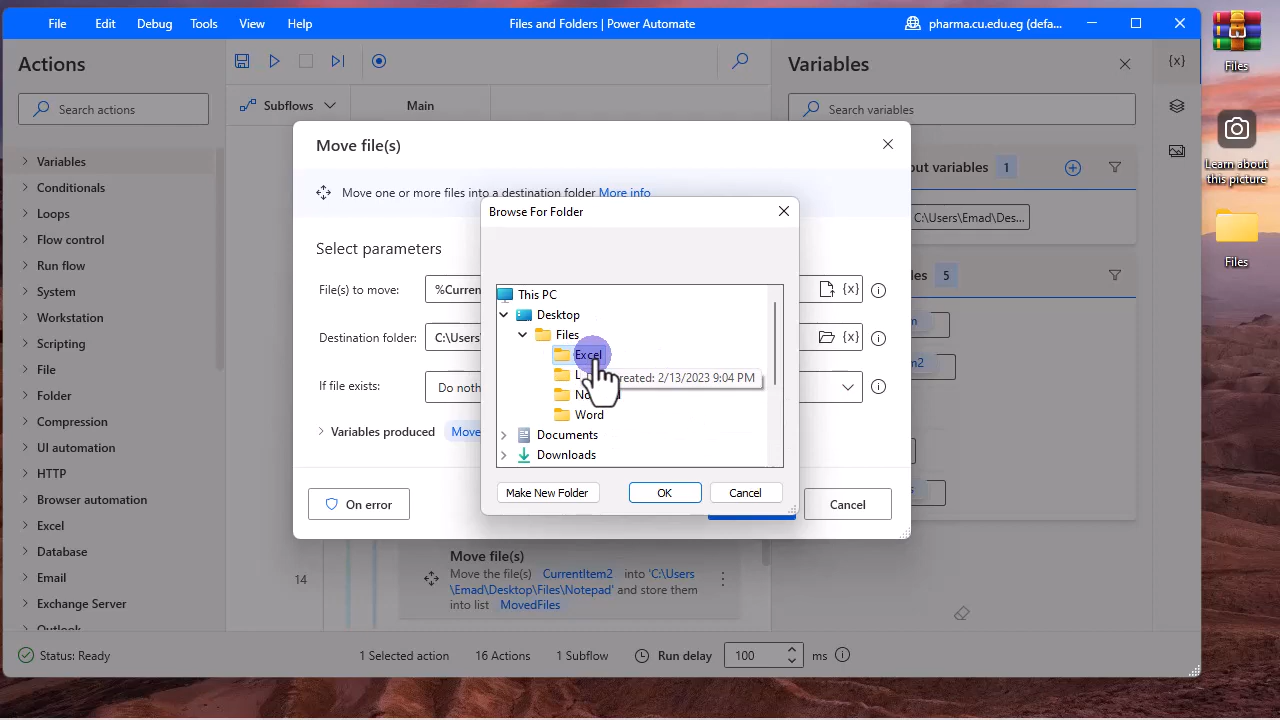 File Edit Debug Tools View Help
Files and Folders | Power Automate
pharma.cu.edu.eg (defa...
Files
Learn about
this picture
Files
Actions
Search actions
Variables
Conditionals
Loops
Flow control
Run flow
System
Workstation
Scripting
File
Folder
Compression
UI automation
HTTP
Browser automation
Excel
Database
Email
Exchange Server
Outlook
Subflows
Main
Move file(s)
Move one or more files into a destination folder More info
Select parameters
File(s) to move: %Curren
{x}
Destination folder: C:\Users
{x}
If file exists: Do noth
Variables produced Move
On error
Cancel
Browse For Folder
This PC
Desktop
Files
Excel
reated: 2/13/2023 9:04 PM
Word
Documents
Downloads
Make New Folder OK Cancel
14
Move file(s)
Move the file(s) CurrentItem2 into 'C:\Users
\Emad\Desktop\Files\Notepad' and store them
into list MovedFiles
Variables
{x}
Search variables
put variables 1
C:\Users\Emad\Des...
les 5
m
m2
s
Status: Ready
1 Selected action
16 Actions
1 Subflow
Run delay
100
ms